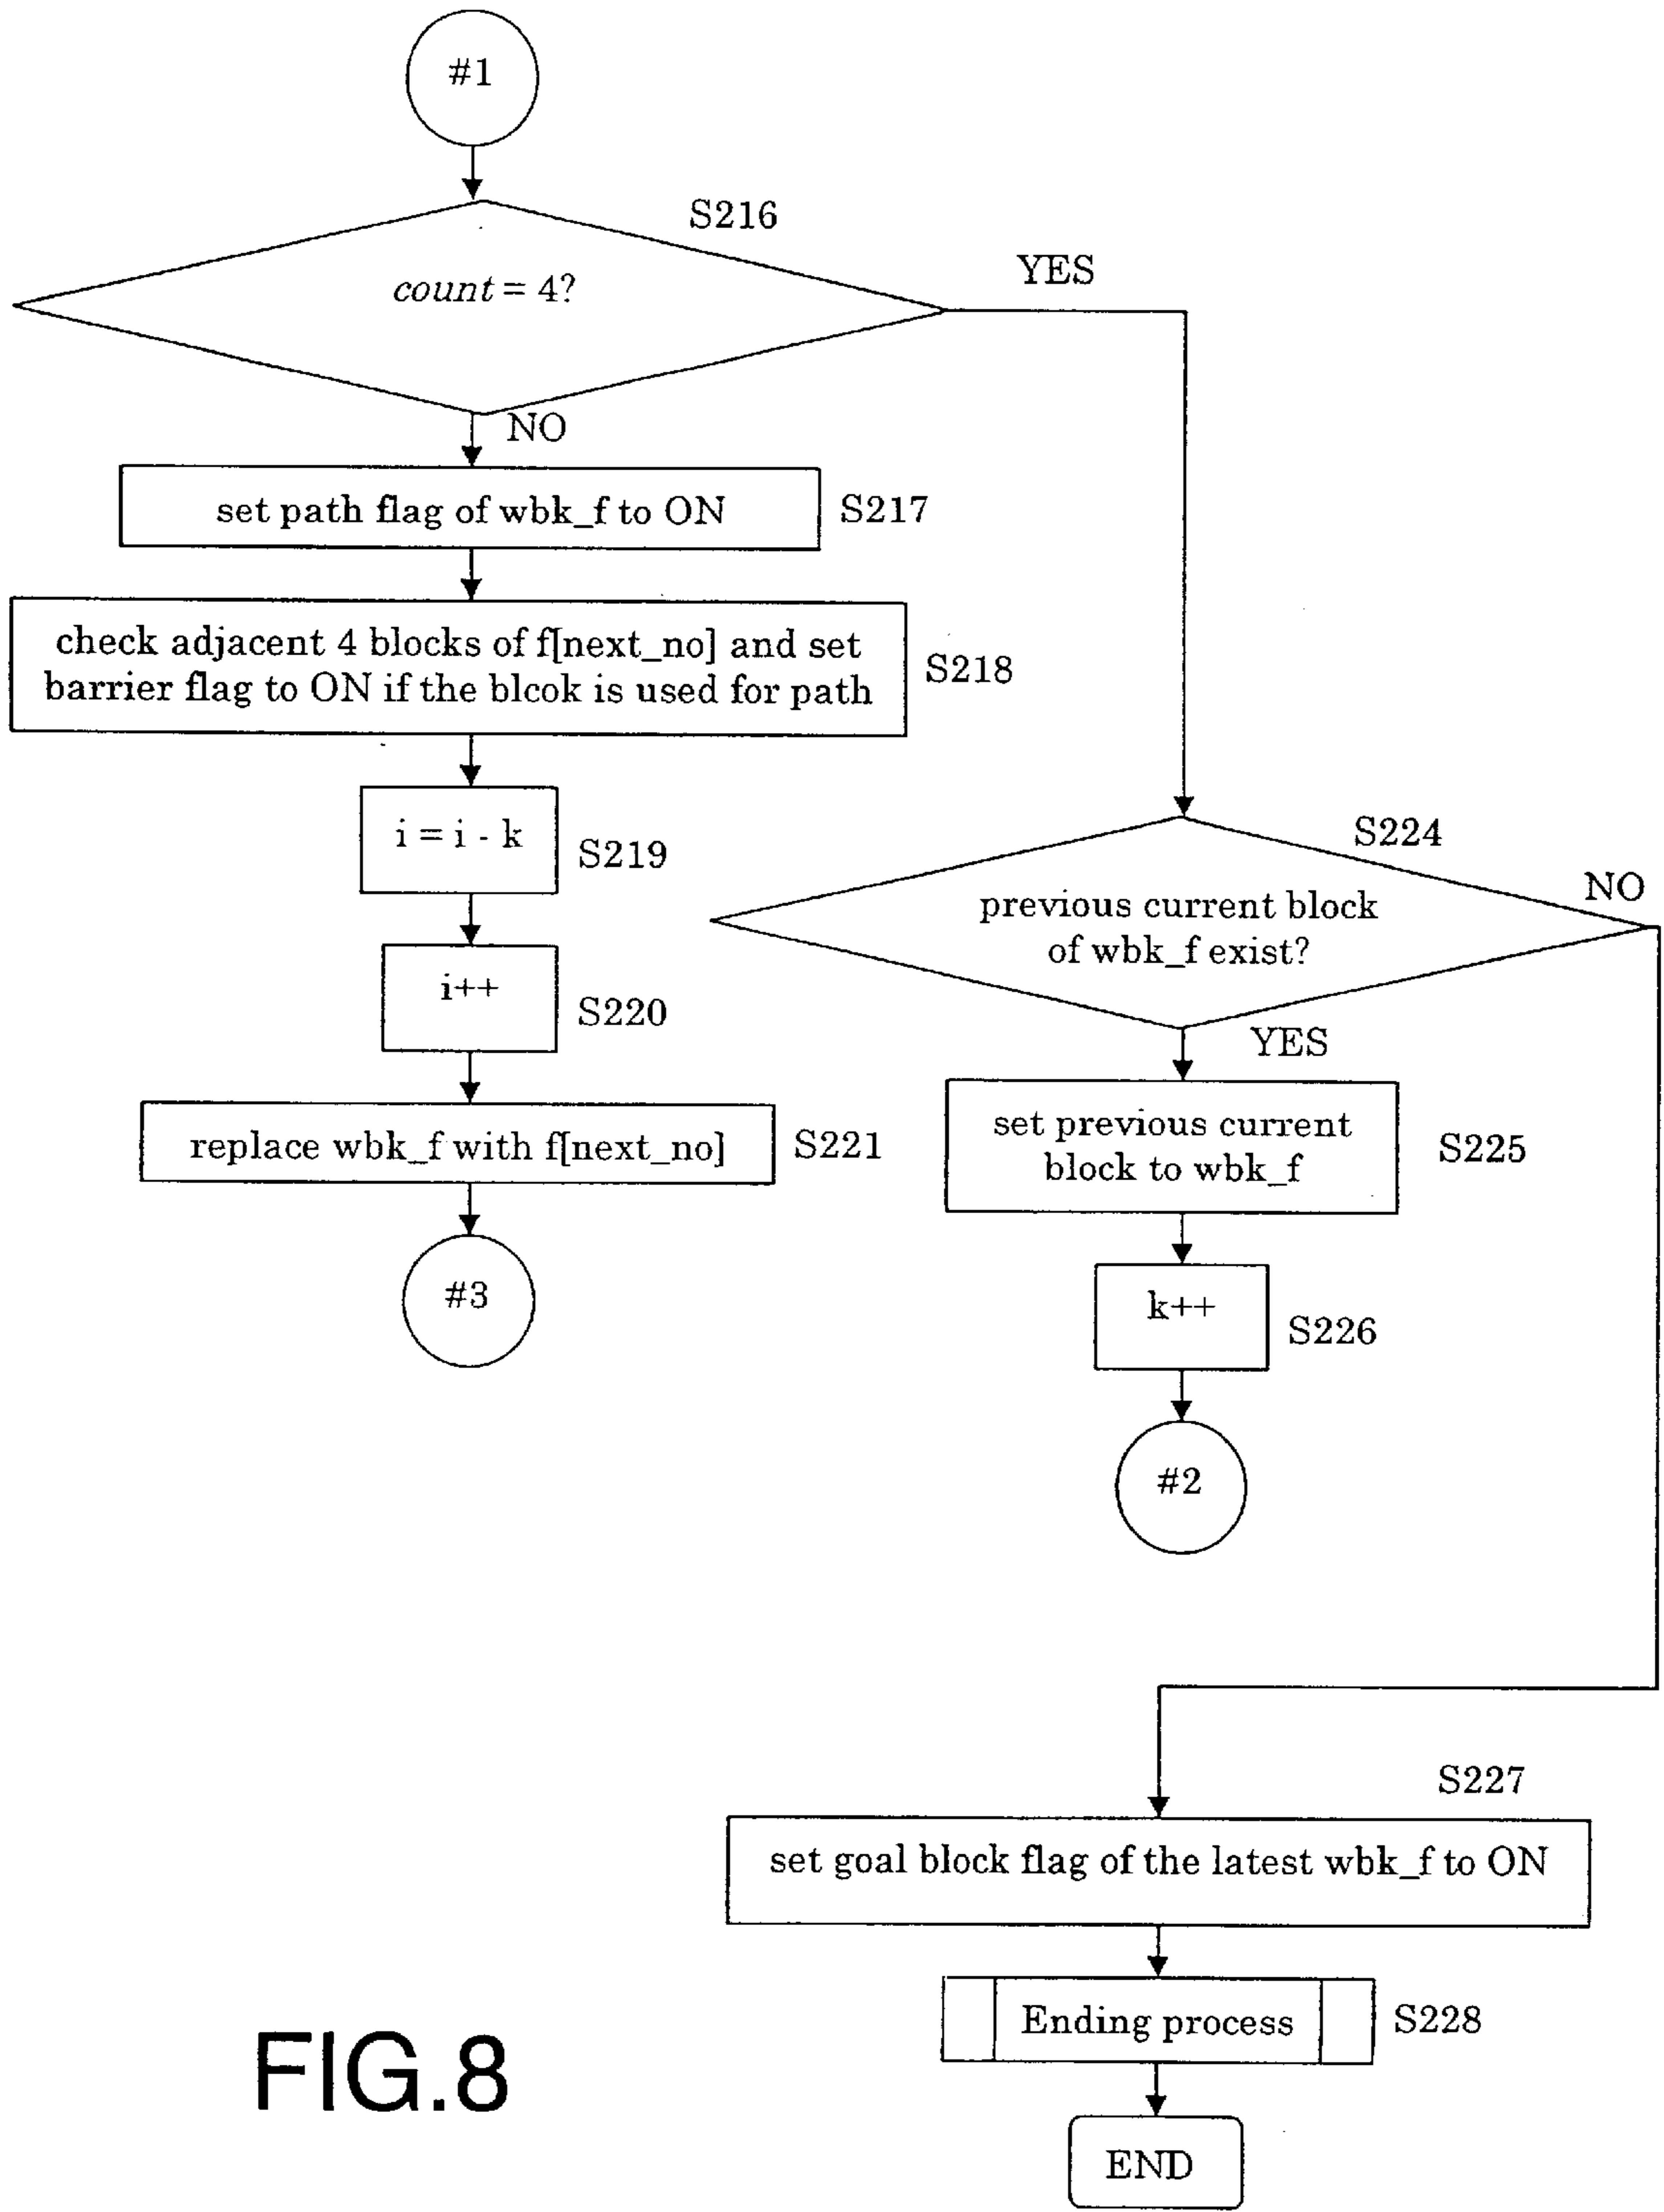 #1
S216
count = 4?
YES
NO
set path flag of wbk_f to ON
S217
check adjacent 4 blocks of f[next_no] and set
barrier flag to ON if the blcok is used for path
S218
i = i - k
S219
i++
S220
replace wbk_f with f[next_no]
S221
#3
S224
NO
previous current block
of wbk_f exist?
YES
set previous current
block to wbk_f
S225
k++
S226
#2
S227
set goal block flag of the latest wbk_f to ON
Ending process
S228
END
FIG.8